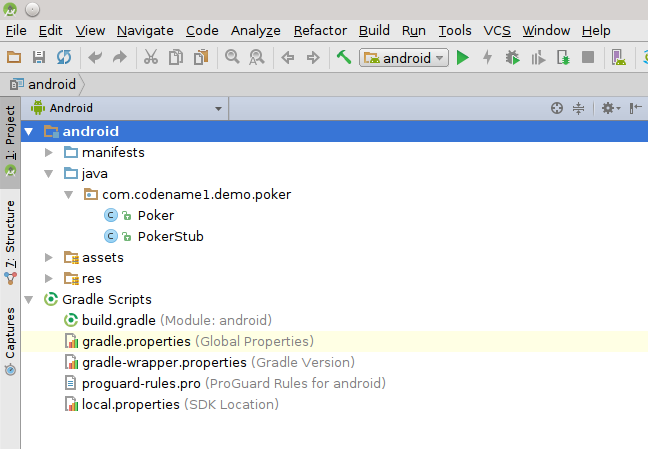 File Edit View Navigate Code Analyze Refactor Build Run Tools VCS Window Help
android
android
Android
1: Project
7: Structure
Captures
android
manifests
java
com.codename1.demo.poker
Poker
PokerStub
assets
res
Gradle Scripts
build.gradle (Module: android)
gradle.properties (Global Properties)
gradle-wrapper.properties (Gradle Version)
proguard-rules.pro (ProGuard Rules for android)
local.properties (SDK Location)